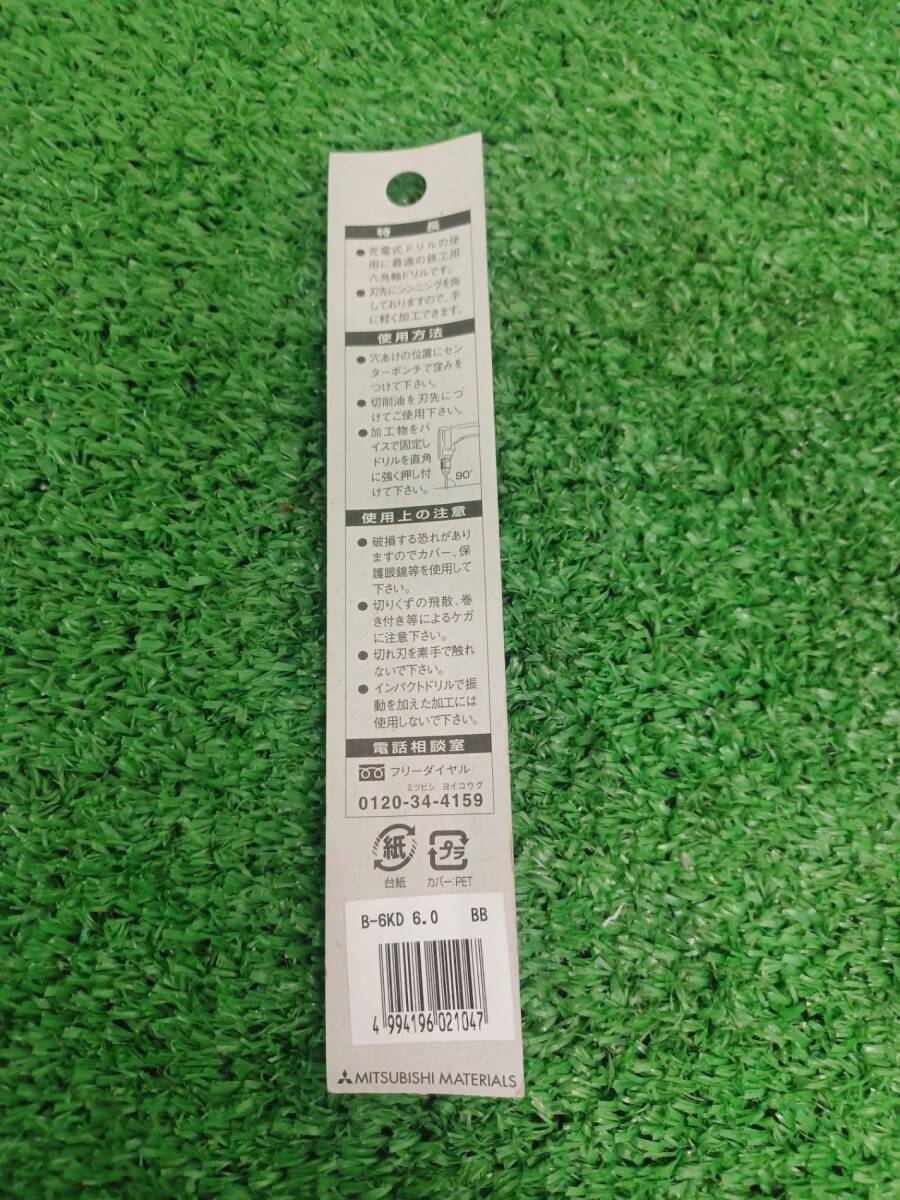 特 長
● 充電式ドリルの使
用に最適の鉄工用
六角軸ドリルです。
● 刃先にシンニングを施
しておりますので、手
に軽く加工できます。
使用方法
● 穴あけの位置にセン
ターポンチで窪みを
つけて下さい。
● 切削油を刃先につ
けてご使用下さい。
● 加工物をバ
イスで固定し
ドリルを直角
に強く押し付
けて下さい。
90°
使用上の注意
● 破損する恐れがあり
ますのでカバー、保
護眼鏡等を使用して
下さい。
● 切りくずの飛散、巻
き付き等によるケガ
に注意下さい。
● 切れ刃を素手で触れ
ないで下さい。
● インパクトドリルで振
動を加えた加工には
使用しないで下さい。
電話相談室
フリーダイヤル
ミツビシ ヨイコウグ
0120-34-4159
紙 プラ
台紙 カバー:PET
B-6KD 6.0 BB
4 994196 021047
MITSUBISHI MATERIALS